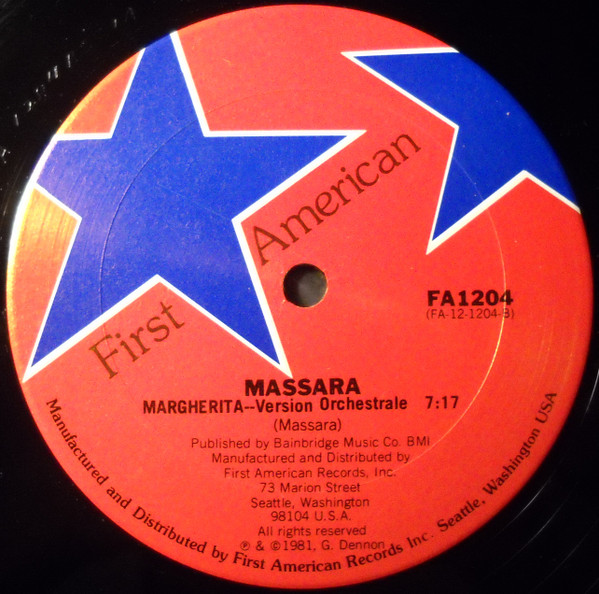 First American
FA1204
(FA-12-1204-B)
MASSARA
MARGHERITA--Version Orchestrale 7:17
(Massara)
Published by Bainbridge Music Co. BMI
Manufactured and Distributed by
First American Records, Inc.
73 Marion Street
Seattle, Washington
98104 U.S.A.
All rights reserved
℗ & ©1981, G. Dennon
Manufactured and Distributed by First American Records Inc. Seattle, Washington USA